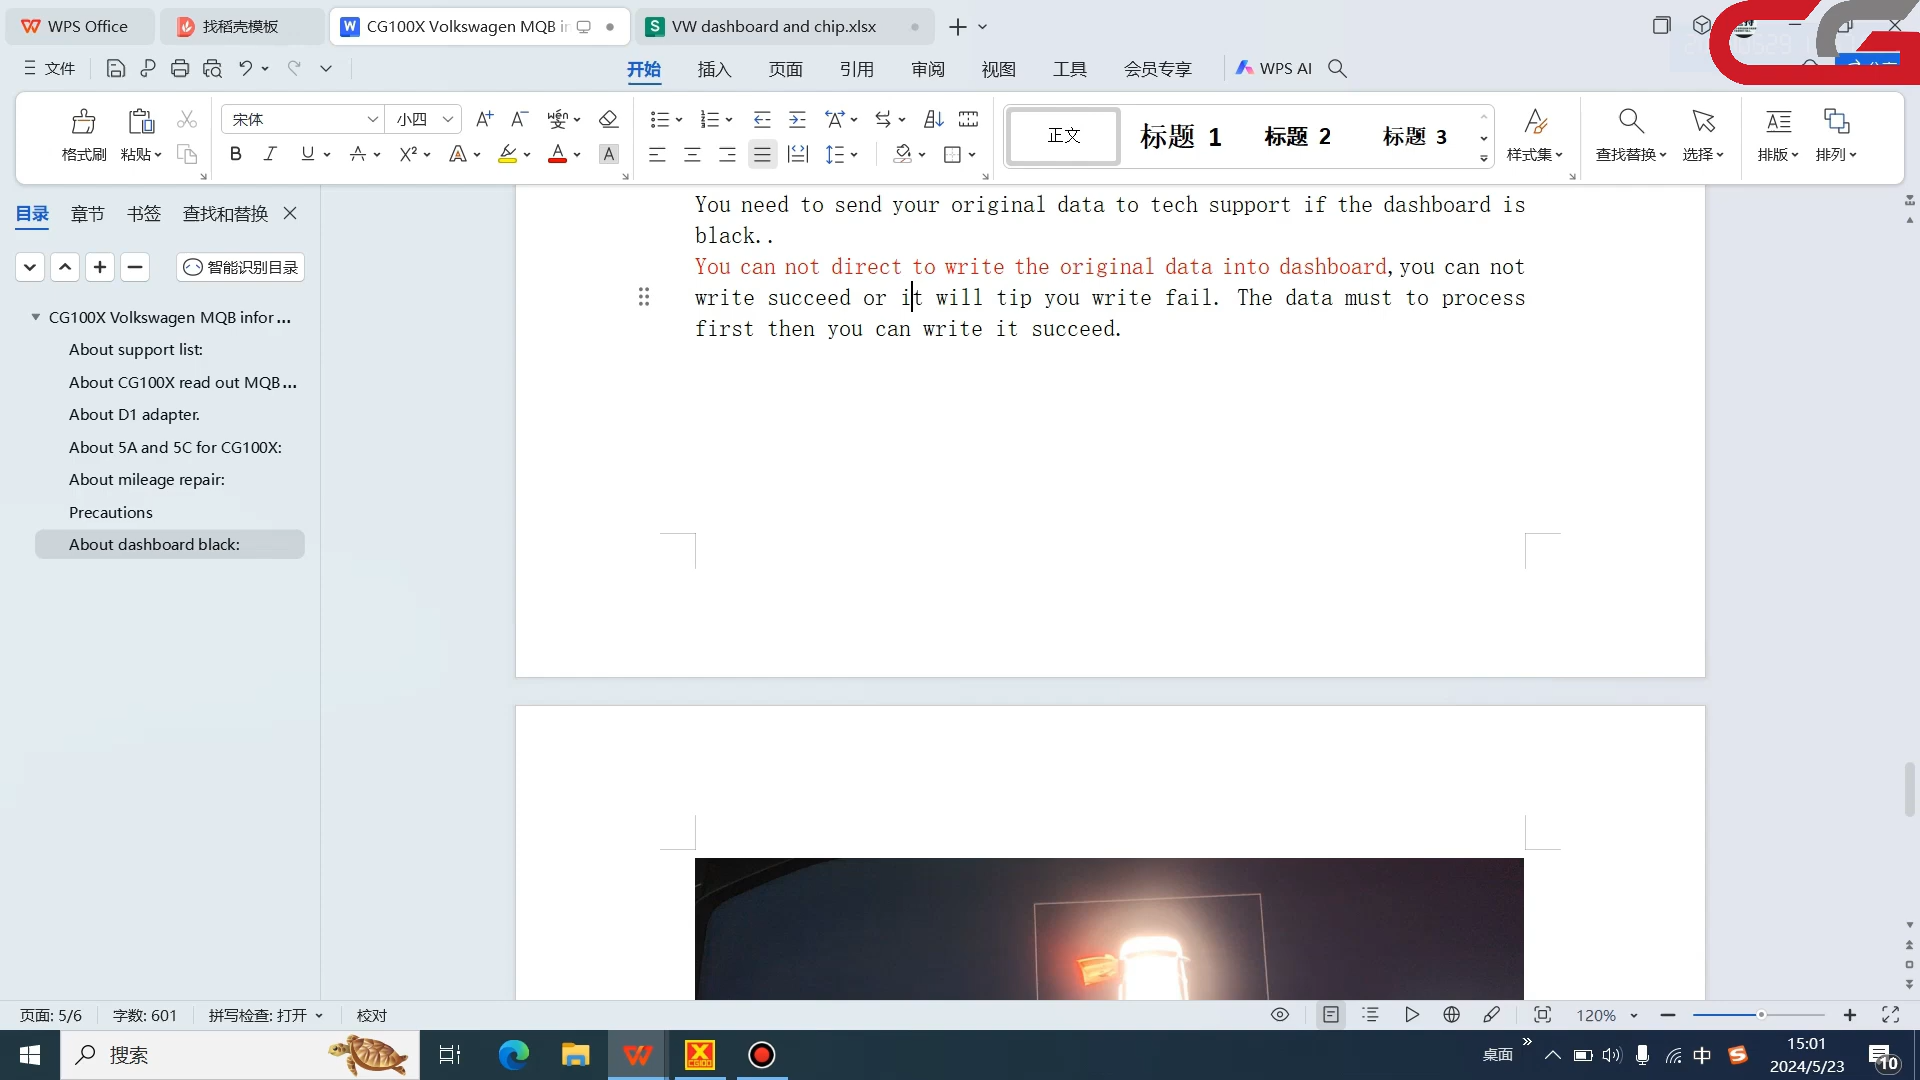 WPS Office
找稻壳模板
CG100X Volkswagen MQB in
VW dashboard and chip.xlsx
文件
开始
插入
页面
引用
审阅
视图
工具
会员专享
WPS AI
格式刷
粘贴
宋体
小四
正文
标题 1
标题 2
标题 3
样式集
查找替换
选择
排版
排列
目录
章节
书签
查找和替换
智能识别目录
CG100X Volkswagen MQB infor...
About support list:
About CG100X read out MQB...
About D1 adapter.
About 5A and 5C for CG100X:
About mileage repair:
Precautions
About dashboard black:
You need to send your original data to tech support if the dashboard is
black..
You can not direct to write the original data into dashboard,you can not
write succeed or it will tip you write fail. The data must to process
first then you can write it succeed.
页面: 5/6
字数: 601
拼写检查: 打开
校对
120%
搜索
桌面
中
15:01
2024/5/23
10